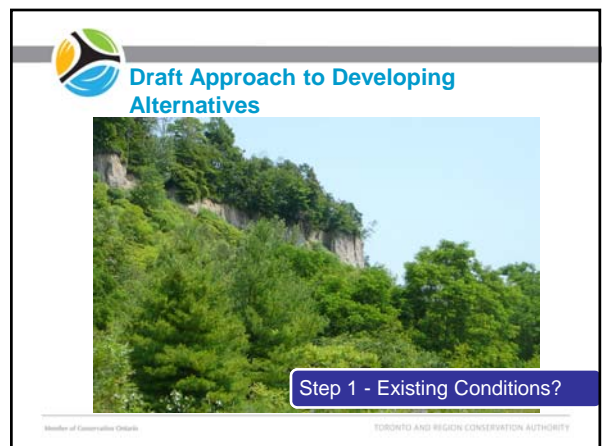 Draft Approach to Developing
Alternatives
Step 1 - Existing Conditions?
Member of Conservation Ontario
TORONTO AND REGION CONSERVATION AUTHORITY